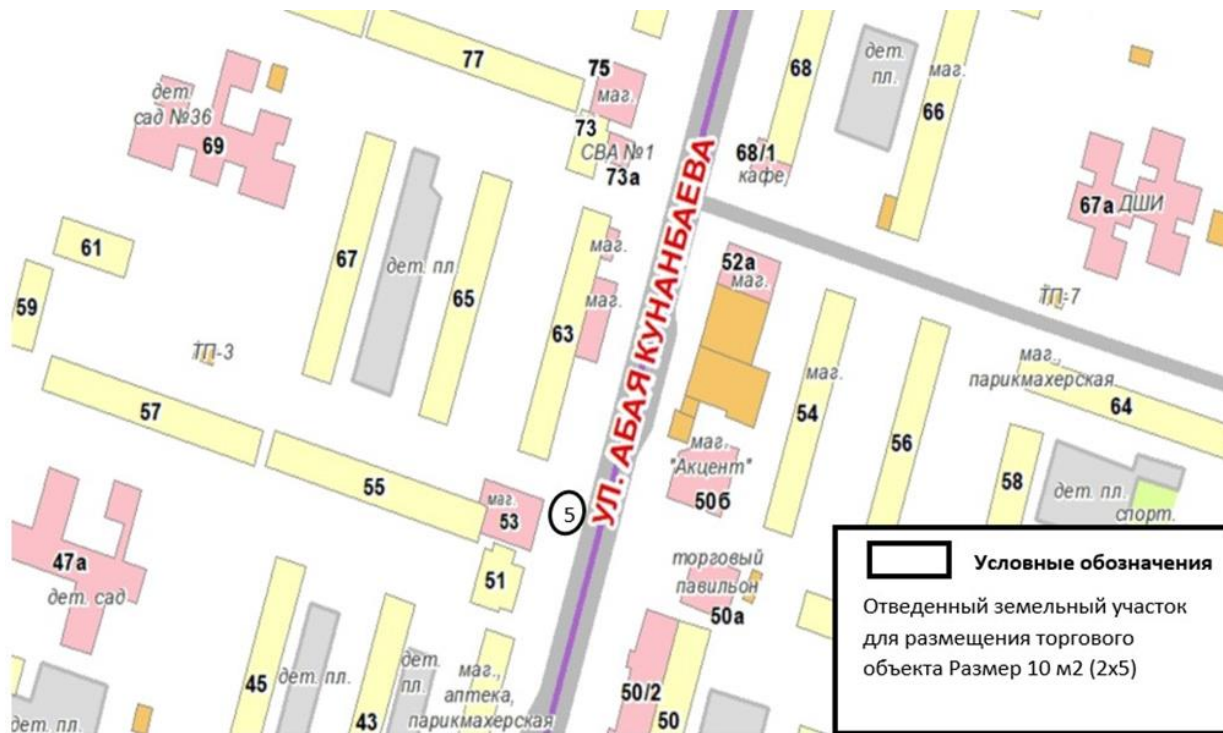 77
75
маг.
68
дет.
пл.
маг.
66
дет.
сад №36
69
73
СВА №1
73а
68/1
кафе
67а ДШИ
УЛ. АБАЯ КУНАНБАЕВА
61
59
67
дет. пл.
65
маг.
маг.
63
52а
маг.
ТП-7
ТП-3
маг.
54
маг.,
парикмахерская
64
57
55
56
58
маг.
"Акцент"
50б
дет. пл.
спорт.
маг.
53
5
47а
дет. сад
51
торговый
павильон
50а
45
дет. пл.
43
дет.
пл.
маг.,
аптека,
парикмахерская
50/2
50
дет. пл.
Условные обозначения
Отведенный земельный участок
для размещения торгового
объекта Размер 10 м2 (2х5)